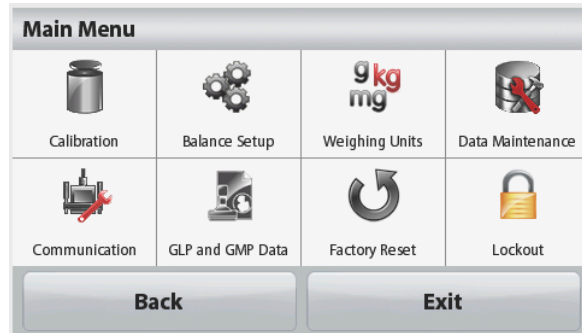 Main Menu
g kg
mg
Calibration Balance Setup Weighing Units Data Maintenance
Communication GLP and GMP Data Factory Reset Lockout
Back Exit